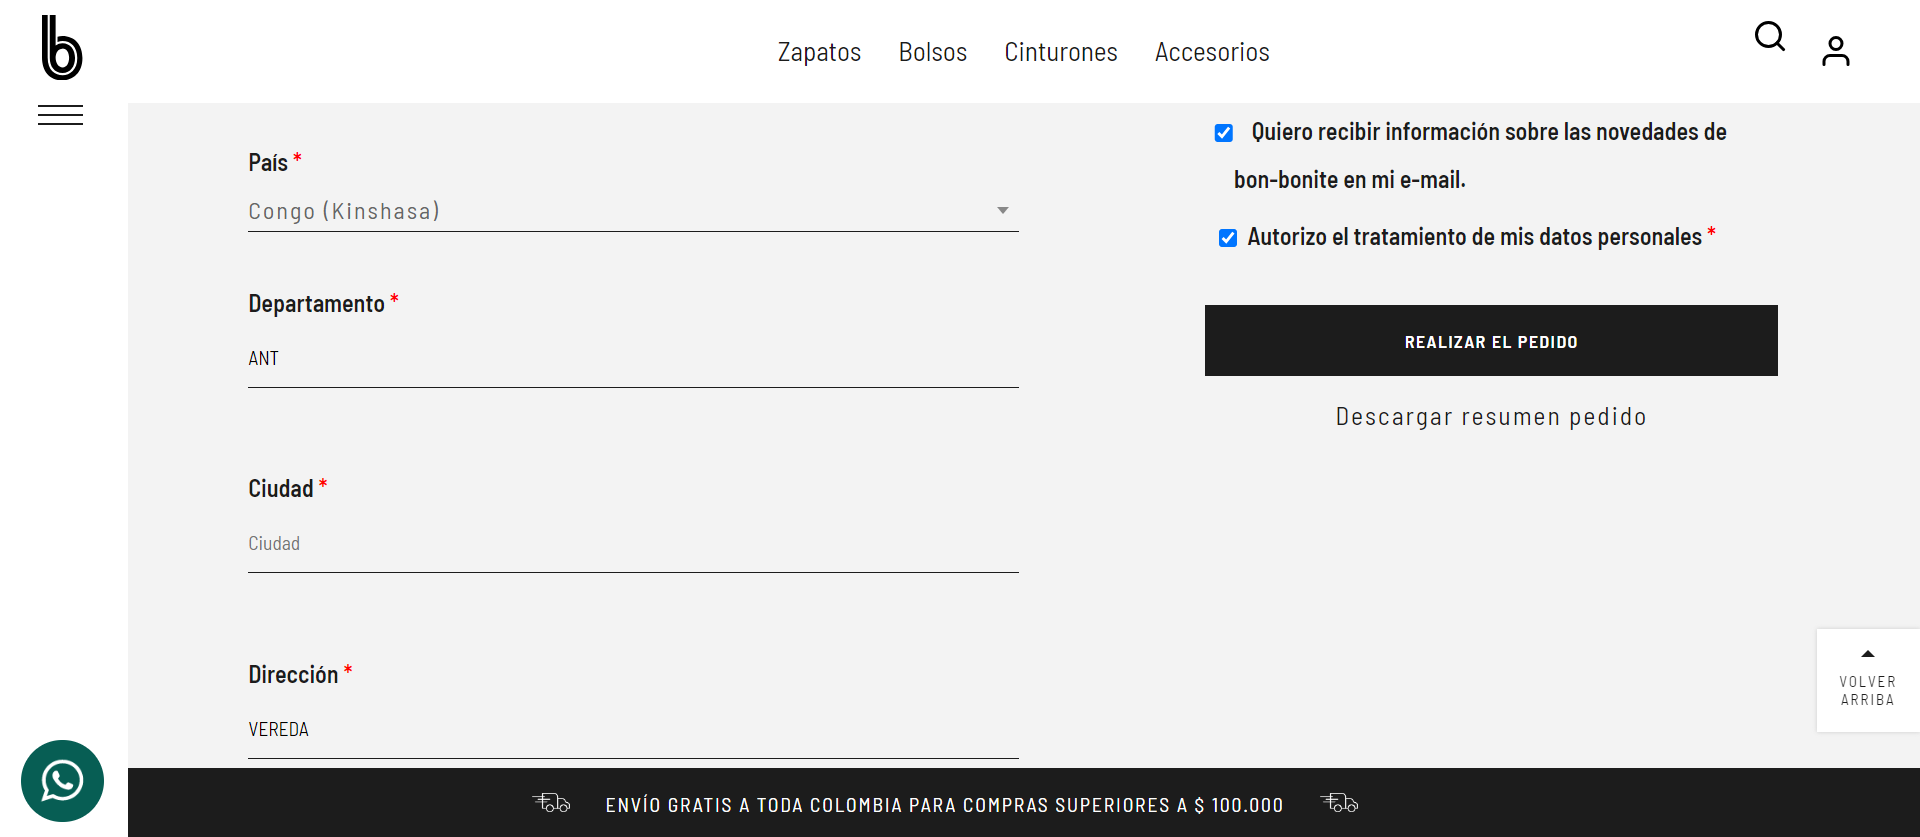 b
Zapatos Bolsos Cinturones Accesorios
País *
Congo (Kinshasa)
Departamento *
ANT
Ciudad *
Ciudad
Dirección *
VEREDA
Quiero recibir información sobre las novedades de
bon-bonite en mi e-mail.
Autorizo el tratamiento de mis datos personales *
REALIZAR EL PEDIDO
Descargar resumen pedido
VOLVER
ARRIBA
ENVÍO GRATIS A TODA COLOMBIA PARA COMPRAS SUPERIORES A $ 100.000